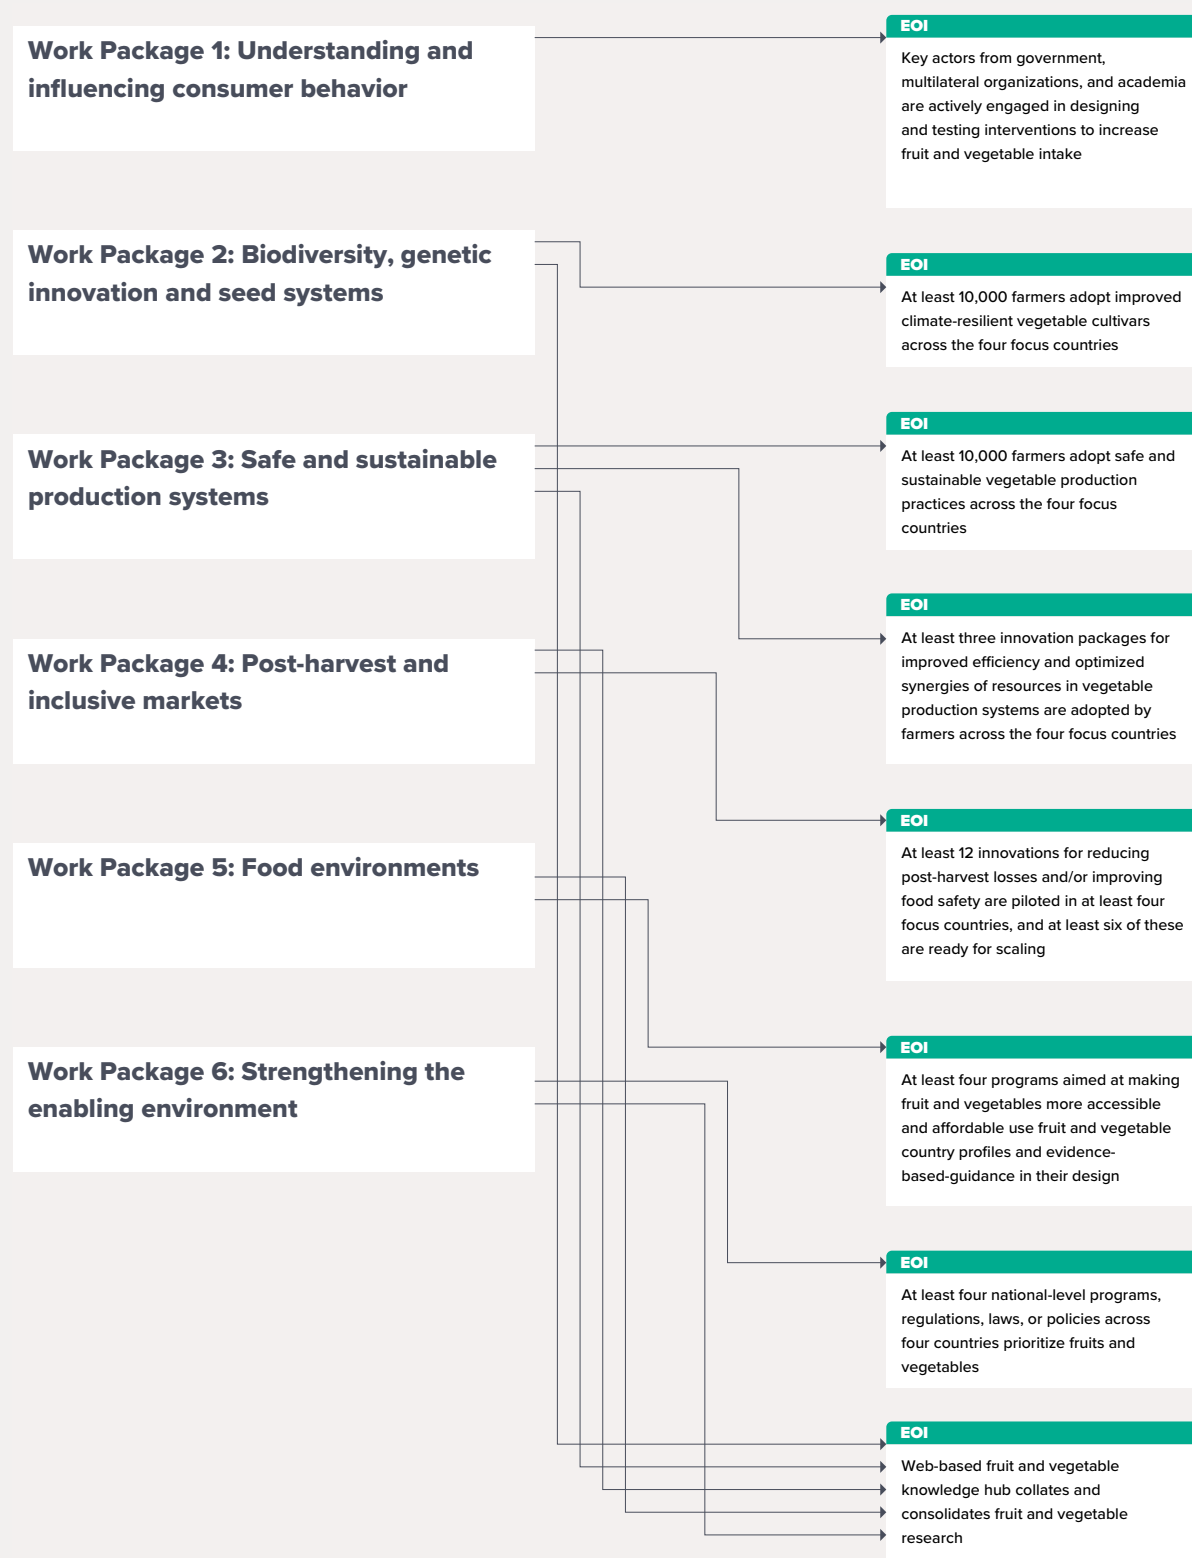 Work Package 1: Understanding and
influencing consumer behavior
Work Package 2: Biodiversity, genetic
innovation and seed systems
Work Package 3: Safe and sustainable
production systems
Work Package 4: Post-harvest and
inclusive markets
Work Package 5: Food environments
Work Package 6: Strengthening the
enabling environment
EOI
Key actors from government,
multilateral organizations, and academia
are actively engaged in designing
and testing interventions to increase
fruit and vegetable intake
EOI
At least 10,000 farmers adopt improved
climate-resilient vegetable cultivars
across the four focus countries
EOI
At least 10,000 farmers adopt safe and
sustainable vegetable production
practices across the four focus
countries
EOI
At least three innovation packages for
improved efficiency and optimized
synergies of resources in vegetable
production systems are adopted by
farmers across the four focus countries
EOI
At least 12 innovations for reducing
post-harvest losses and/or improving
food safety are piloted in at least four
focus countries, and at least six of these
are ready for scaling
EOI
At least four programs aimed at making
fruit and vegetables more accessible
and affordable use fruit and vegetable
country profiles and evidence-
based-guidance in their design
EOI
At least four national-level programs,
regulations, laws, or policies across
four countries prioritize fruits and
vegetables
EOI
Web-based fruit and vegetable
knowledge hub collates and
consolidates fruit and vegetable
research